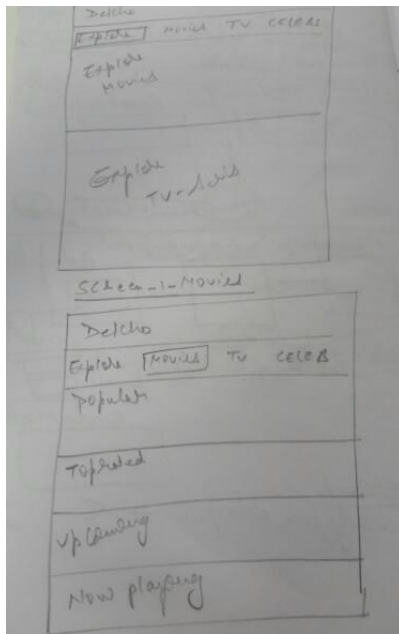 Delcho
Explore Movies TV CELEBS
Explore
Movies
Explore
TV-
Screen-1-Movies
Delcho
Explore Movies TV CELEB
Popular
Toprated
Upcoming
Now playing